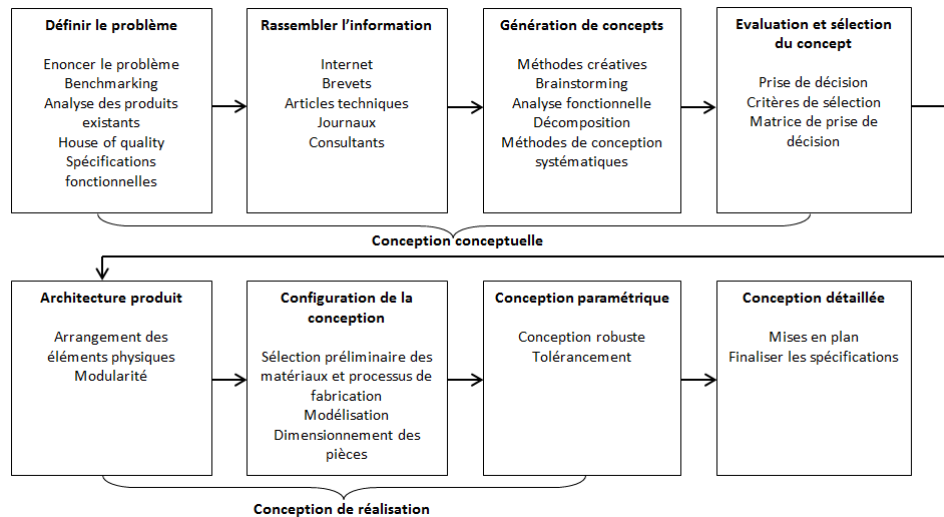 Définir le problème
Enoncer le problème
Benchmarking
Analyse des produits
existants
House of quality
Spécifications
fonctionnelles
Rassembler l’information
Internet
Brevets
Articles techniques
Journaux
Consultants
Génération de concepts
Méthodes créatives
Brainstorming
Analyse fonctionnelle
Décomposition
Méthodes de conception
systématiques
Evaluation et sélection
du concept
Prise de décision
Critères de sélection
Matrice de prise de
décision
Conception conceptuelle
Architecture produit
Arrangement des
éléments physiques
Modularité
Configuration de la
conception
Sélection préliminaire des
matériaux et processus de
fabrication
Modélisation
Dimensionnement des
pièces
Conception paramétrique
Conception robuste
Tolérancement
Conception détaillée
Mises en plan
Finaliser les spécifications
Conception de réalisation